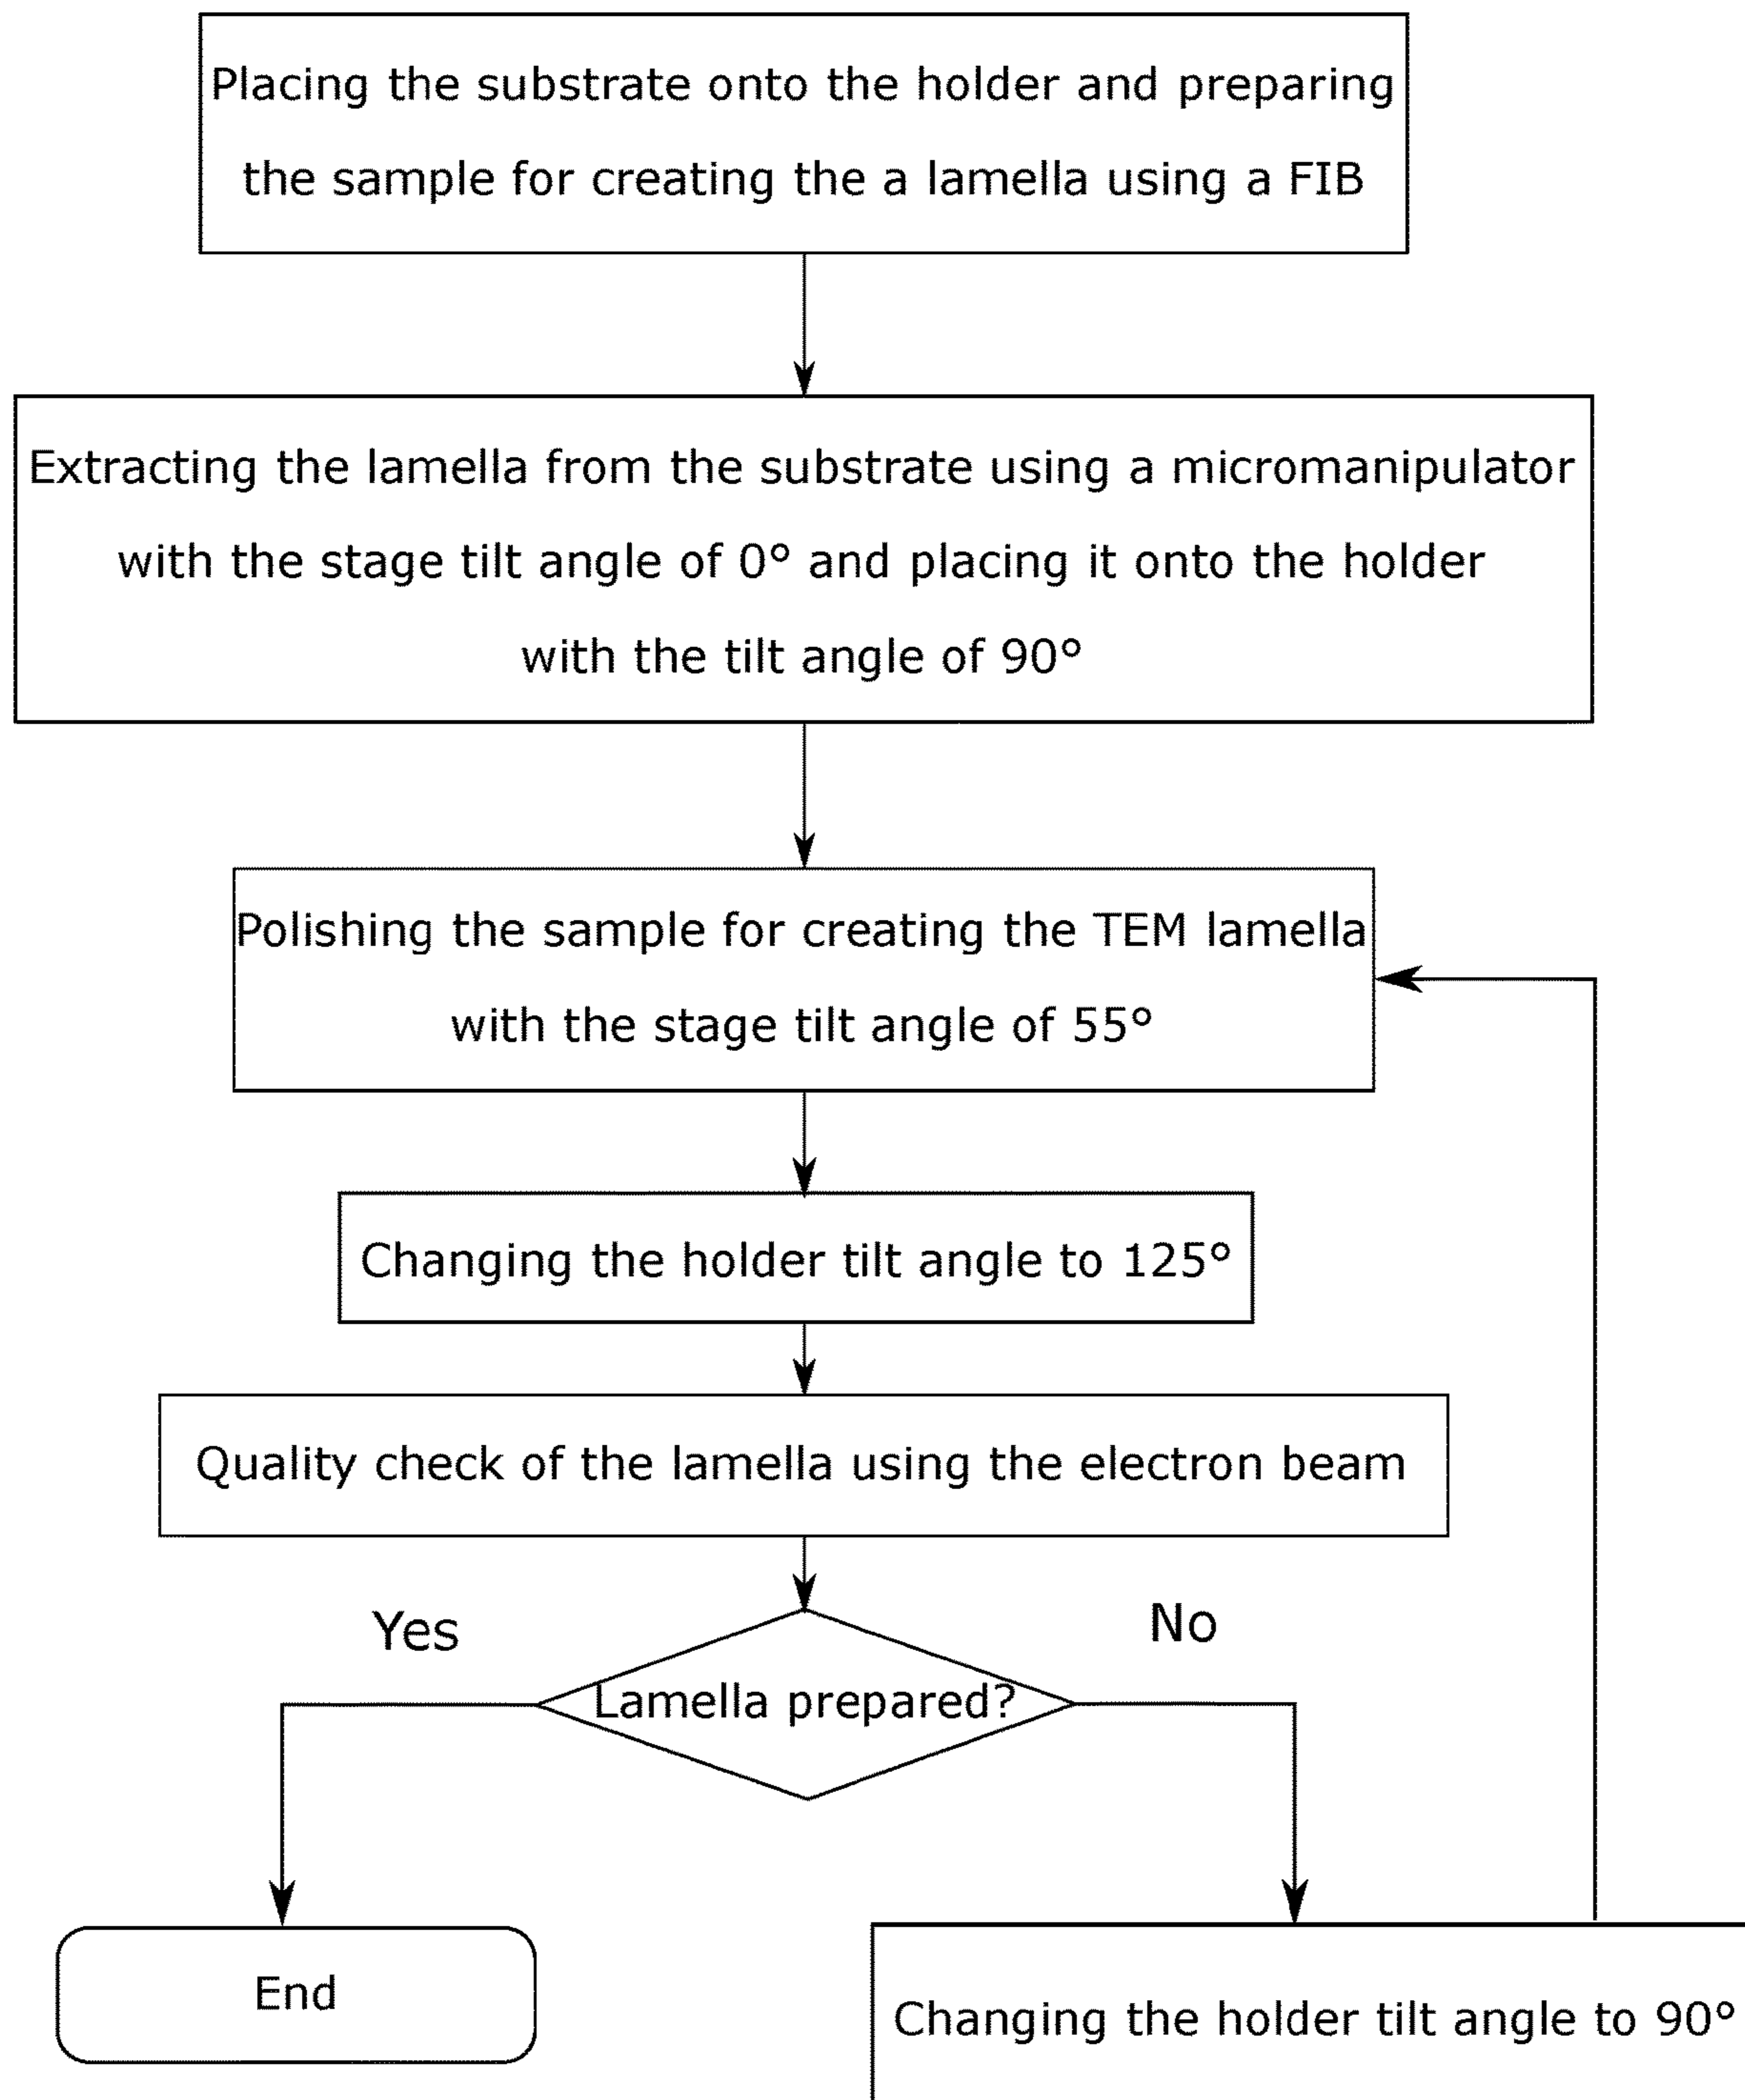 Placing the substrate onto the holder and preparing
the sample for creating the a lamella using a FIB
Extracting the lamella from the substrate using a micromanipulator
with the stage tilt angle of 0° and placing it onto the holder
with the tilt angle of 90°
Polishing the sample for creating the TEM lamella
with the stage tilt angle of 55°
Changing the holder tilt angle to 125°
Quality check of the lamella using the electron beam
Yes
No
Lamella prepared?
End
Changing the holder tilt angle to 90°